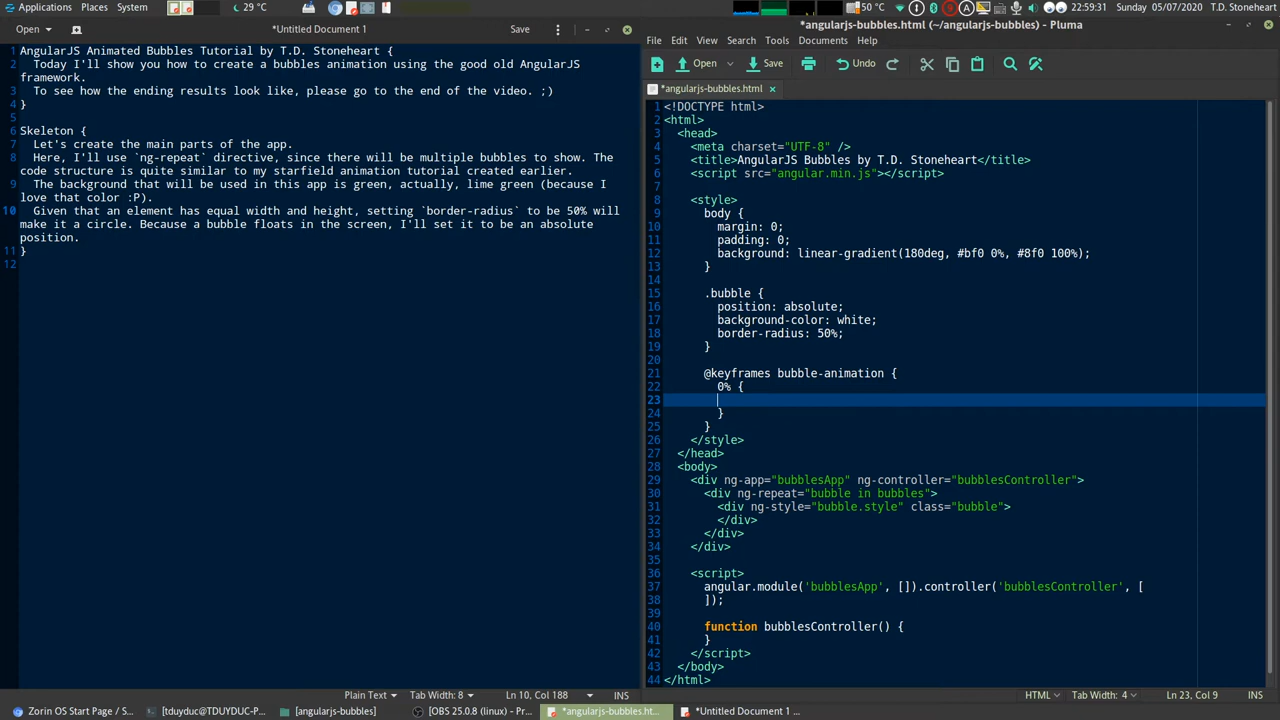 Applications Places System
29 °C
50 °C
21:59:31
Sunday 05/07/2020
T.D. Stoneheart
Open
*Untitled Document 1
Save
1 AngularJS Animated Bubbles Tutorial by T.D. Stoneheart {
2 Today I'll show you how to create a bubbles animation using the good old AngularJS
framework.
3 To see how the ending results look like, please go to the end of the video. ;)
4 }
5
6 Skeleton {
7 Let's create the main parts of the app.
8 Here, I'll use `ng-repeat` directive, since there will be multiple bubbles to show. The
code structure is quite similar to my starfield animation tutorial created earlier.
9 The background that will be used in this app is green, actually, lime green (because I
love that color :P).
10 Given that an element has equal width and height, setting `border-radius` to be 50% will
make it a circle. Because a bubble floats in the screen, I'll set it to be an absolute
position.
11 }
12
Plain Text
Tab Width: 8
Ln 10, Col 188
INS
*angularjs-bubbles.html (~/angularjs-bubbles) - Pluma
File Edit View Search Tools Documents Help
Open Save Undo
*angularjs-bubbles.html
1 <!DOCTYPE html>
2 <html>
3 <head>
4 <meta charset="UTF-8" />
5 <title>AngularJS Bubbles by T.D. Stoneheart</title>
6 <script src="angular.min.js"></script>
7
8 <style>
9 body {
10 margin: 0;
11 padding: 0;
12 background: linear-gradient(180deg, #bf0 0%, #8f0 100%);
13 }
14
15 .bubble {
16 position: absolute;
17 background-color: white;
18 border-radius: 50%;
19 }
20
21 @keyframes bubble-animation {
22 0% {
23
24 }
25 }
26 </style>
27 </head>
28 <body>
29 <div ng-app="bubblesApp" ng-controller="bubblesController">
30 <div ng-repeat="bubble in bubbles">
31 <div ng-style="bubble.style" class="bubble">
32 </div>
33 </div>
34 </div>
35
36 <script>
37 angular.module('bubblesApp', []).controller('bubblesController', [
38 ]);
39
40 function bubblesController() {
41 }
42 </script>
43 </body>
44 </html>
HTML
Tab Width: 4
Ln 23, Col 9
INS
Zorin OS Start Page / S...
tduyduc@TDUYDUC-P...
[angularjs-bubbles]
[OBS 25.0.8 (linux) - Pr...
*angularjs-bubbles.ht...
*Untitled Document 1 ...